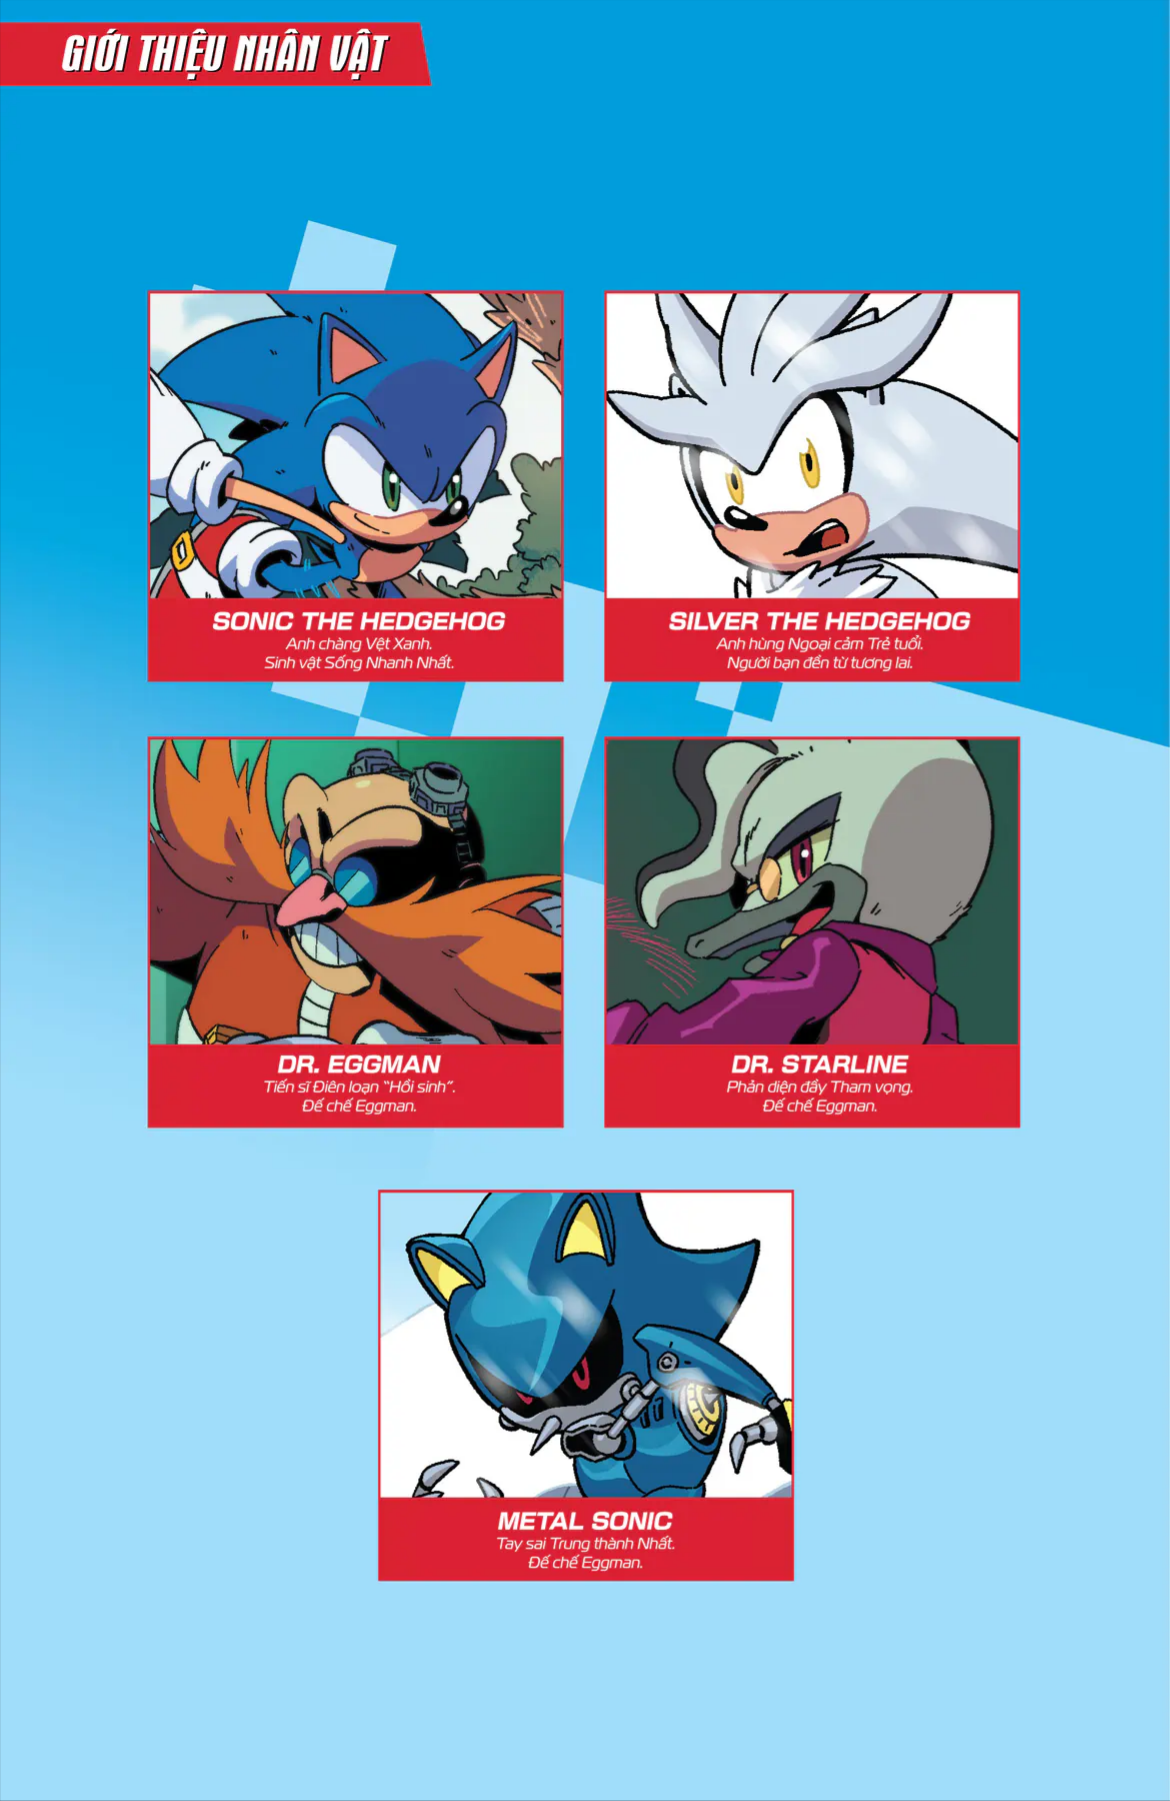 GIỚI THIỆU NHÂN VẬT
SONIC THE HEDGEHOG
Anh chàng Vệt Xanh.
Sinh vật Sống Nhanh Nhất.
SILVER THE HEDGEHOG
Anh hùng Ngoại cảm Trẻ tuổi.
Người bạn đến từ tương lai.
DR. EGGMAN
Tiến sĩ Điên loạn “Hồi sinh”.
Đế chế Eggman.
DR. STARLINE
Phản diện đầy Tham vọng.
Đế chế Eggman.
METAL SONIC
Tay sai Trung thành Nhất.
Đế chế Eggman.